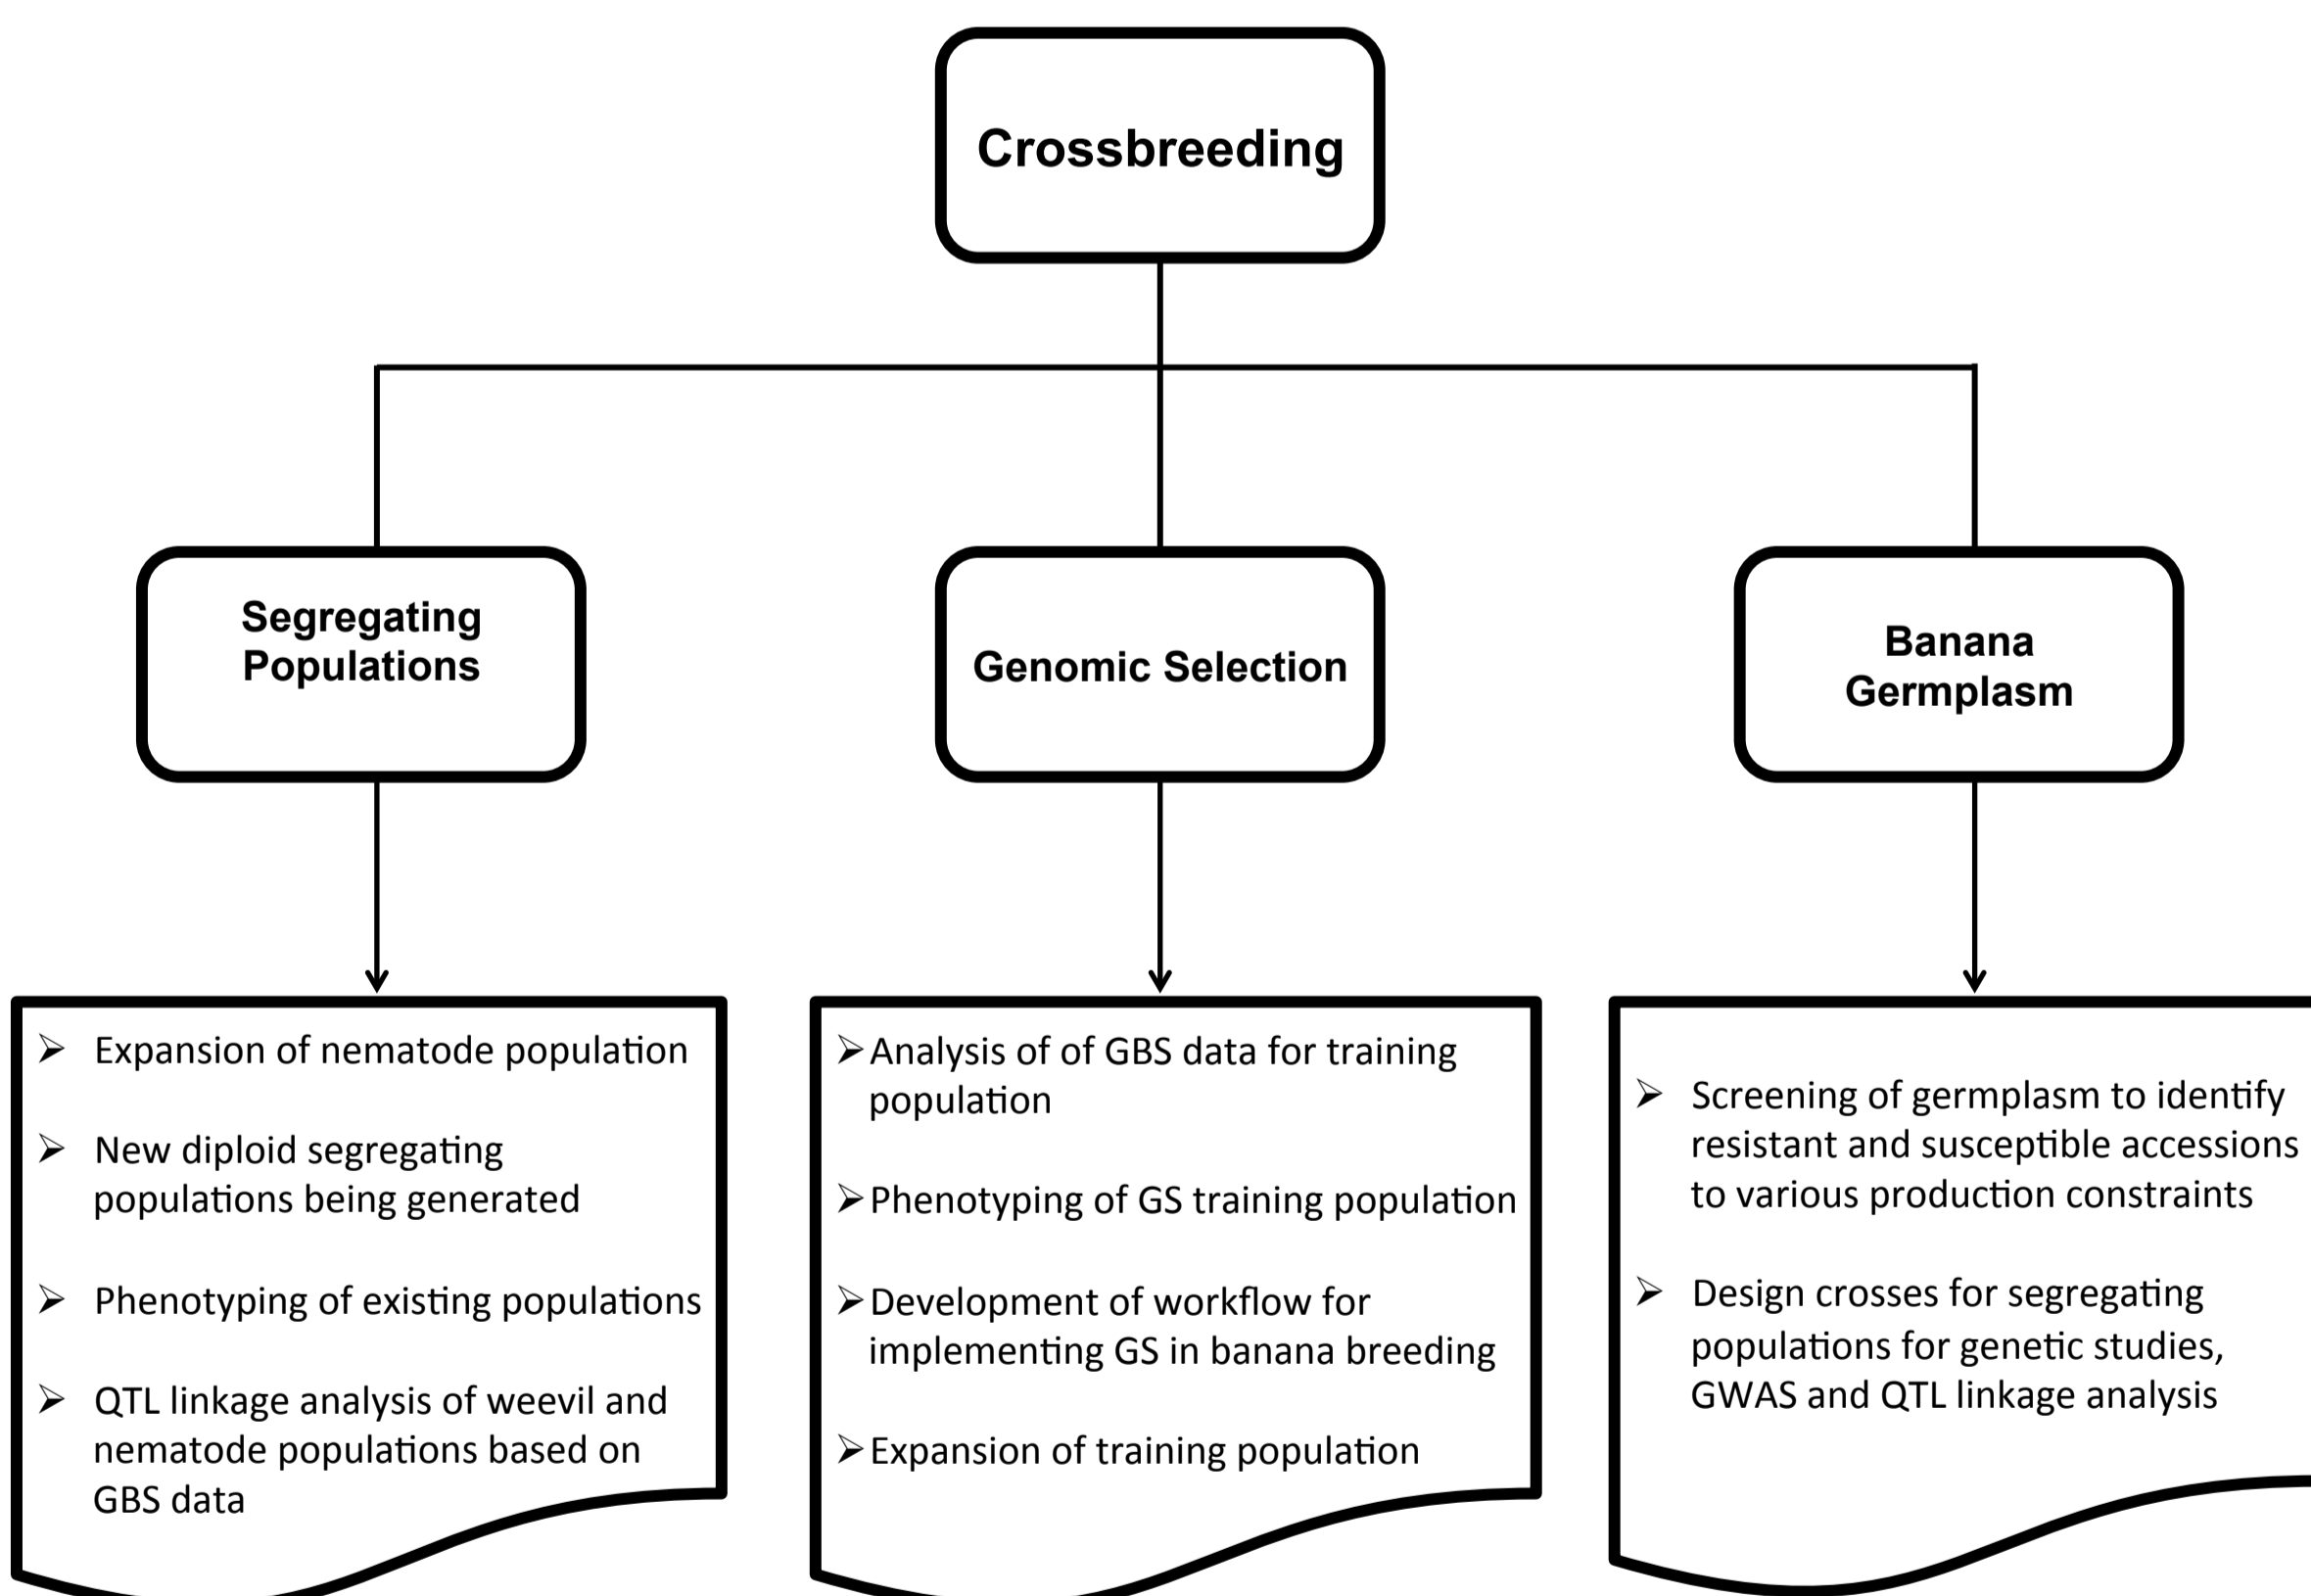 Crossbreeding
Segregating
Populations
Genomic Selection
Banana
Germplasm
➢ Expansion of nematode population
➢ New diploid segregating
populations being generated
➢ Phenotyping of existing populations
➢ QTL linkage analysis of weevil and
nematode populations based on
GBS data
➢ Analysis of of GBS data for training
population
➢ Phenotyping of GS training population
➢ Development of workflow for
implementing GS in banana breeding
➢ Expansion of training population
➢ Screening of germplasm to identify
resistant and susceptible accessions
to various production constraints
➢ Design crosses for segregating
populations for genetic studies,
GWAS and QTL linkage analysis